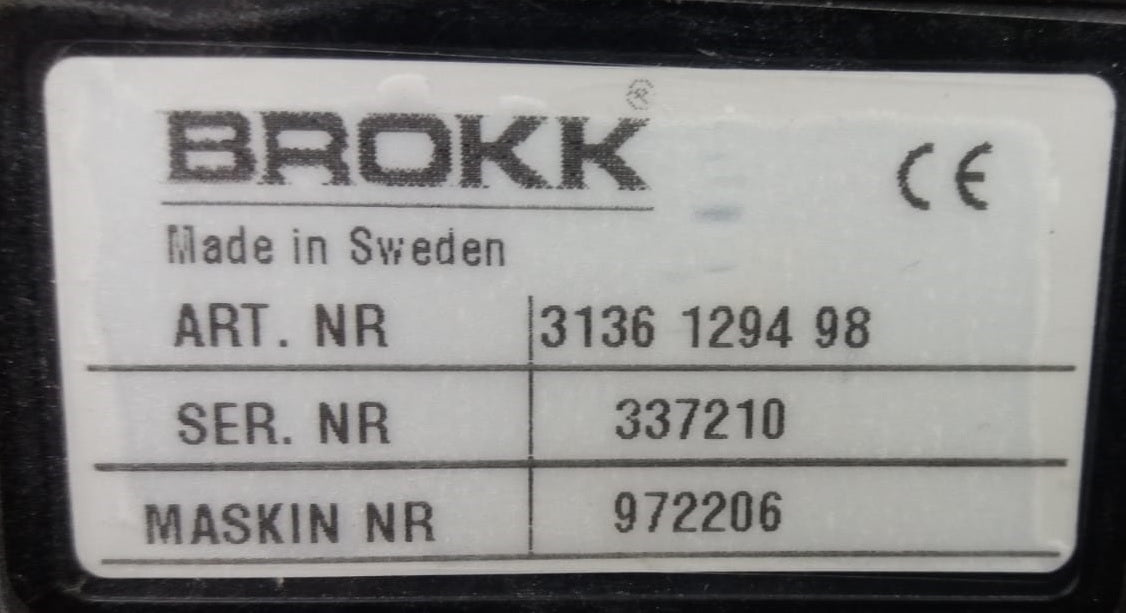 BROKK®
CE
Made in Sweden
ART. NR 3136 1294 98
SER. NR 337210
MASKIN NR 972206